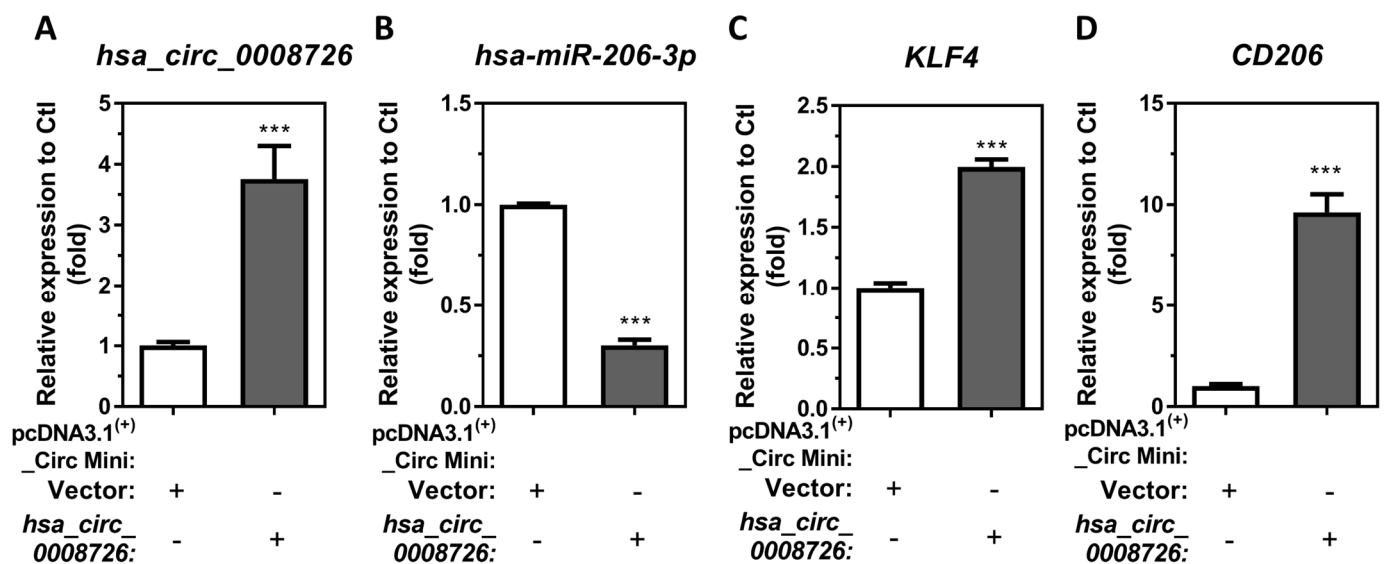 A
hsa_circ_0008726
Relative expression to Ctl
(fold)
5
4
3
2
1
0
***
pcDNA3.1(+)
_Circ Mini:
Vector: + -
hsa_circ_
0008726: - +
B
hsa-miR-206-3p
Relative expression to Ctl
(fold)
1.5
1.0
0.5
0.0
***
pcDNA3.1(+)
_Circ Mini:
Vector: + -
hsa_circ_
0008726: - +
C
KLF4
Relative expression to Ctl
(fold)
2.5
2.0
1.5
1.0
0.5
0.0
***
pcDNA3.1(+)
_Circ Mini:
Vector: + -
hsa_circ_
0008726: - +
D
CD206
Relative expression to Ctl
(fold)
15
10
5
0
***
pcDNA3.1(+)
_Circ Mini:
Vector: + -
hsa_circ_
0008726: - +